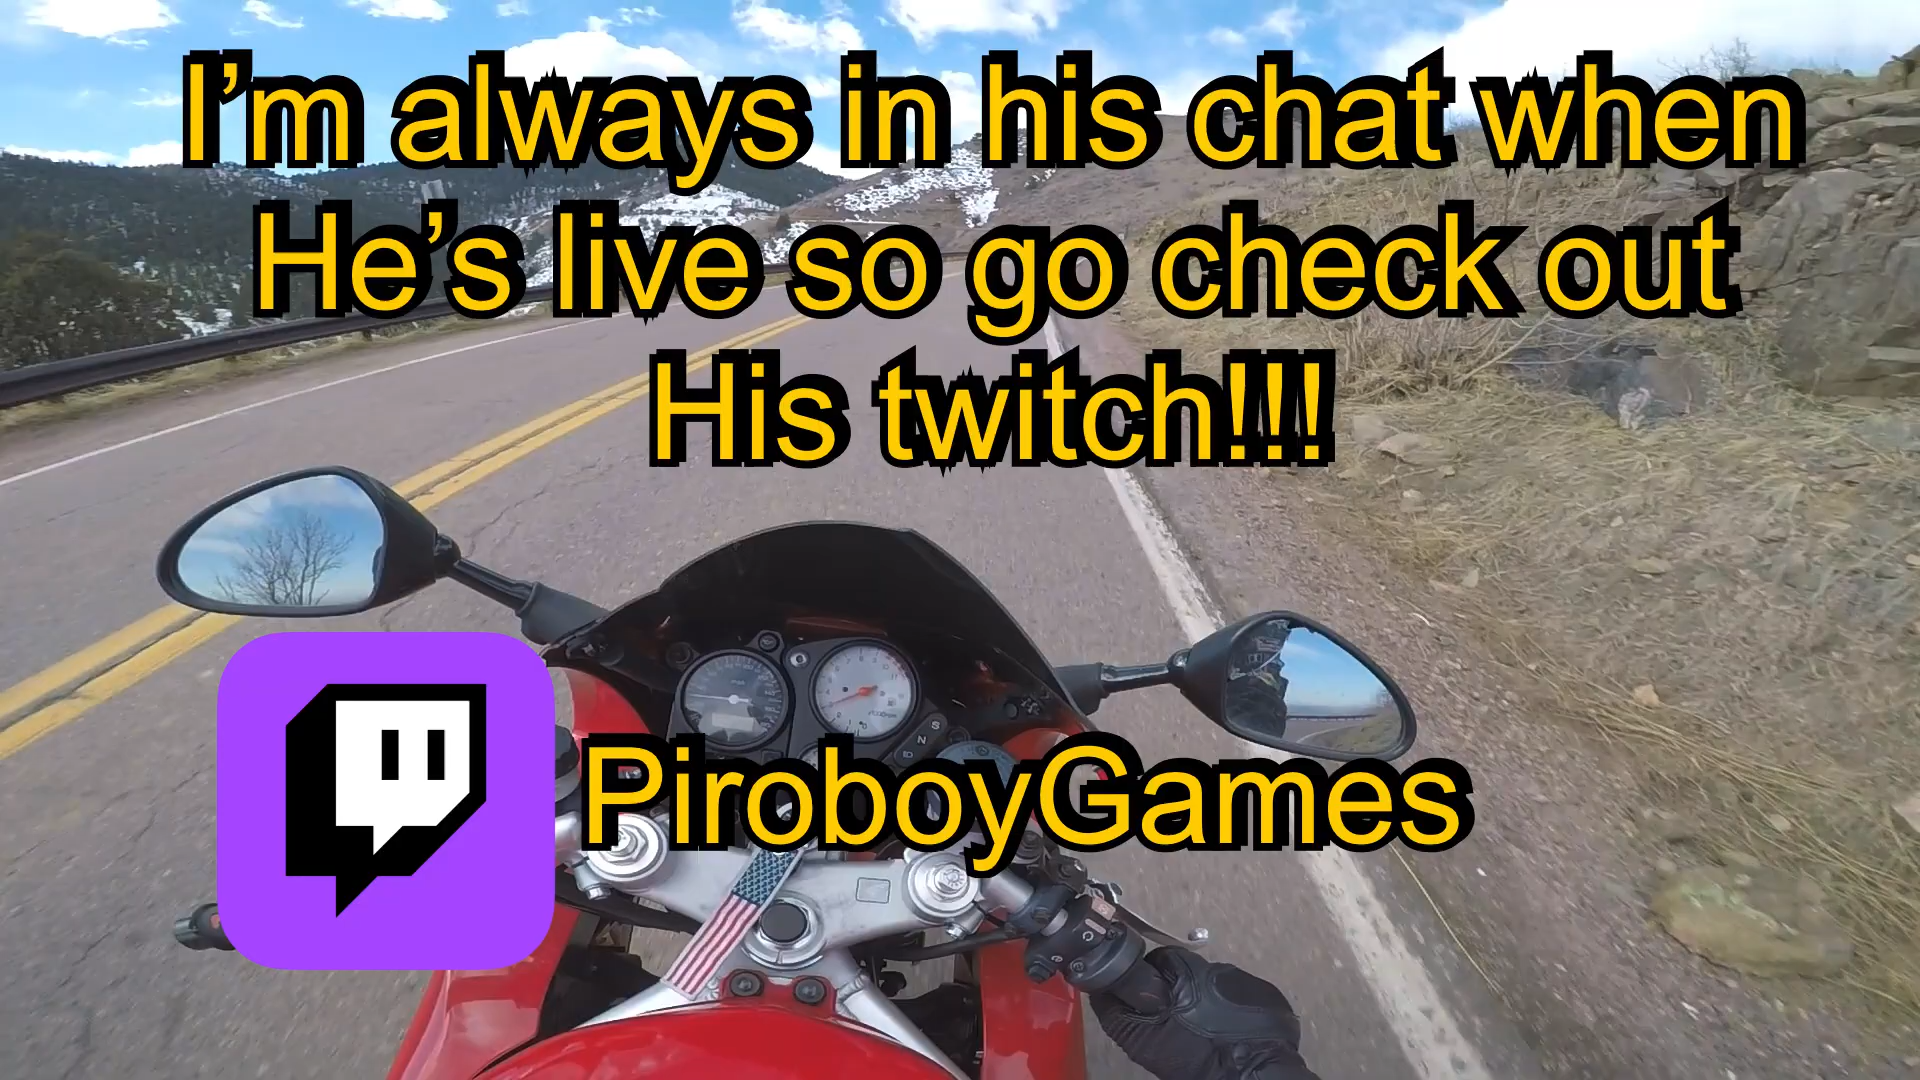 I’m always in his chat when
He’s live so go check out
His twitch!!!
PiroboyGames